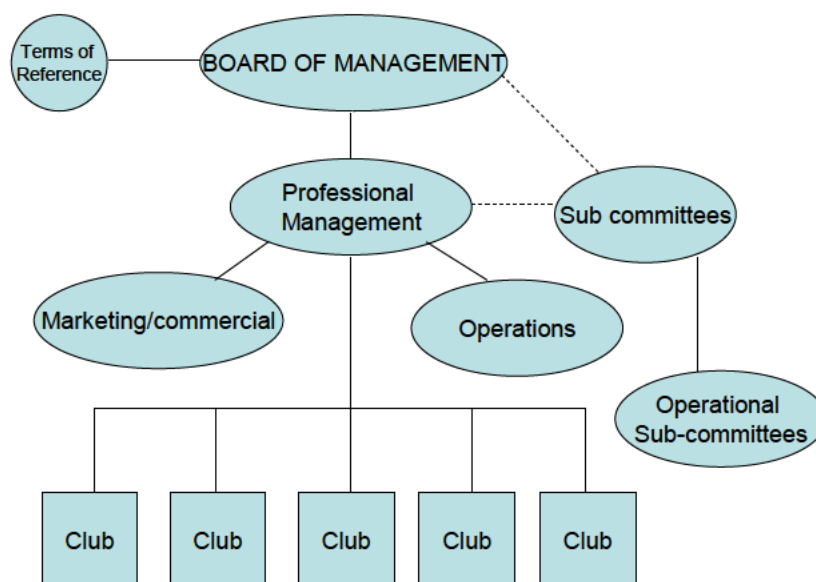 Terms of
Reference
BOARD OF MANAGEMENT
Professional
Management
Sub committees
Marketing/commercial
Operations
Operational
Sub-committees
Club
Club
Club
Club
Club